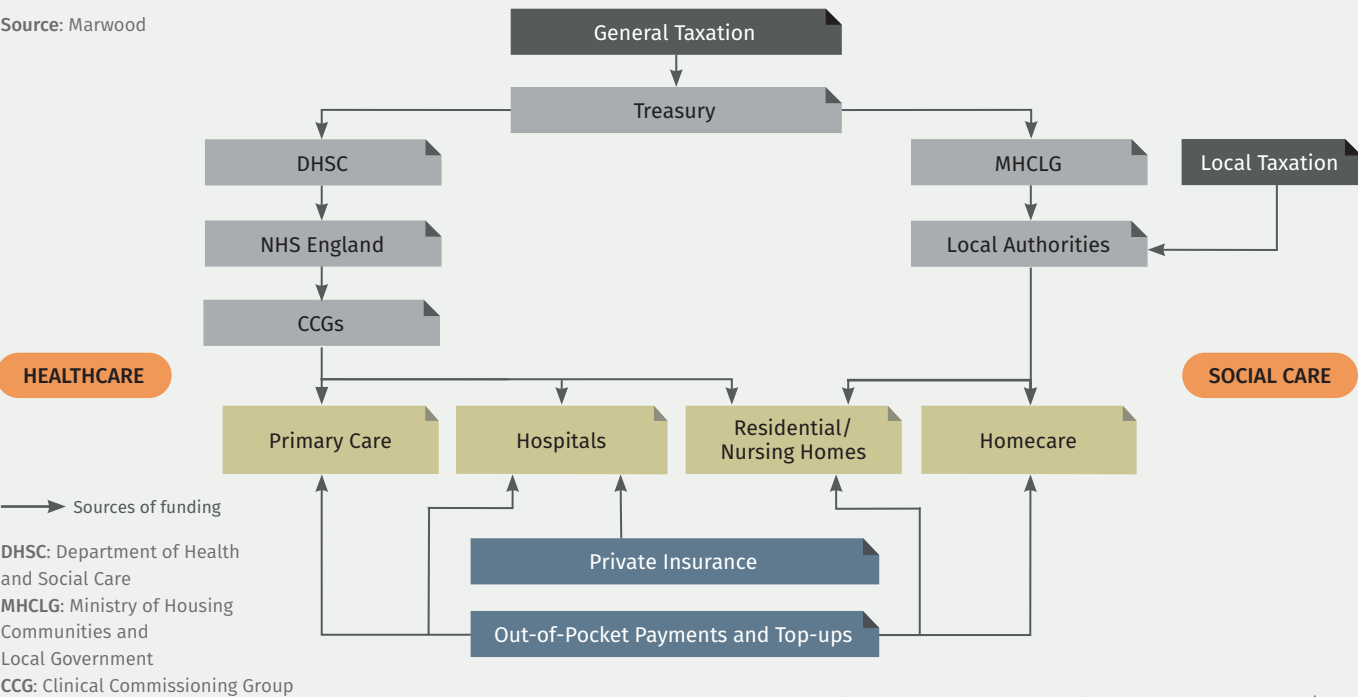 Source: Marwood
General Taxation
Treasury
DHSC
MHCLG
Local Taxation
NHS England
Local Authorities
CCGs
HEALTHCARE
SOCIAL CARE
Primary Care
Hospitals
Residential/
Nursing Homes
Homecare
Sources of funding
Private Insurance
Out-of-Pocket Payments and Top-ups
DHSC: Department of Health
and Social Care
MHCLG: Ministry of Housing
Communities and
Local Government
CCG: Clinical Commissioning Group